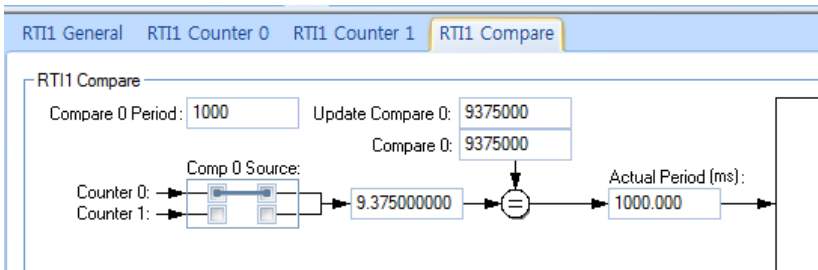 RTI1 General RTI1 Counter 0 RTI1 Counter 1 RTI1 Compare
RTI1 Compare
Compare 0 Period: 1000 Update Compare 0: 9375000
Compare 0: 9375000
Comp 0 Source:
Actual Period (ms):
Counter 0:
Counter 1:
9.375000000 = 1000.000